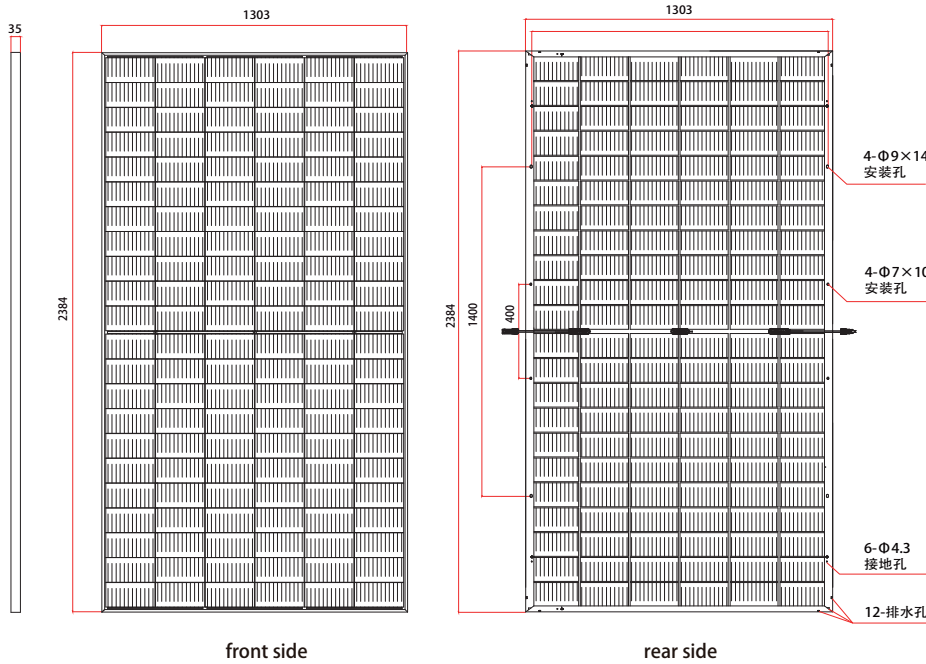 35
1303
2384
front side
1303
2384
1400
400
4-Φ9×14
安装孔
4-Φ7×10
安装孔
6-Φ4.3
接地孔
12-排水孔
rear side